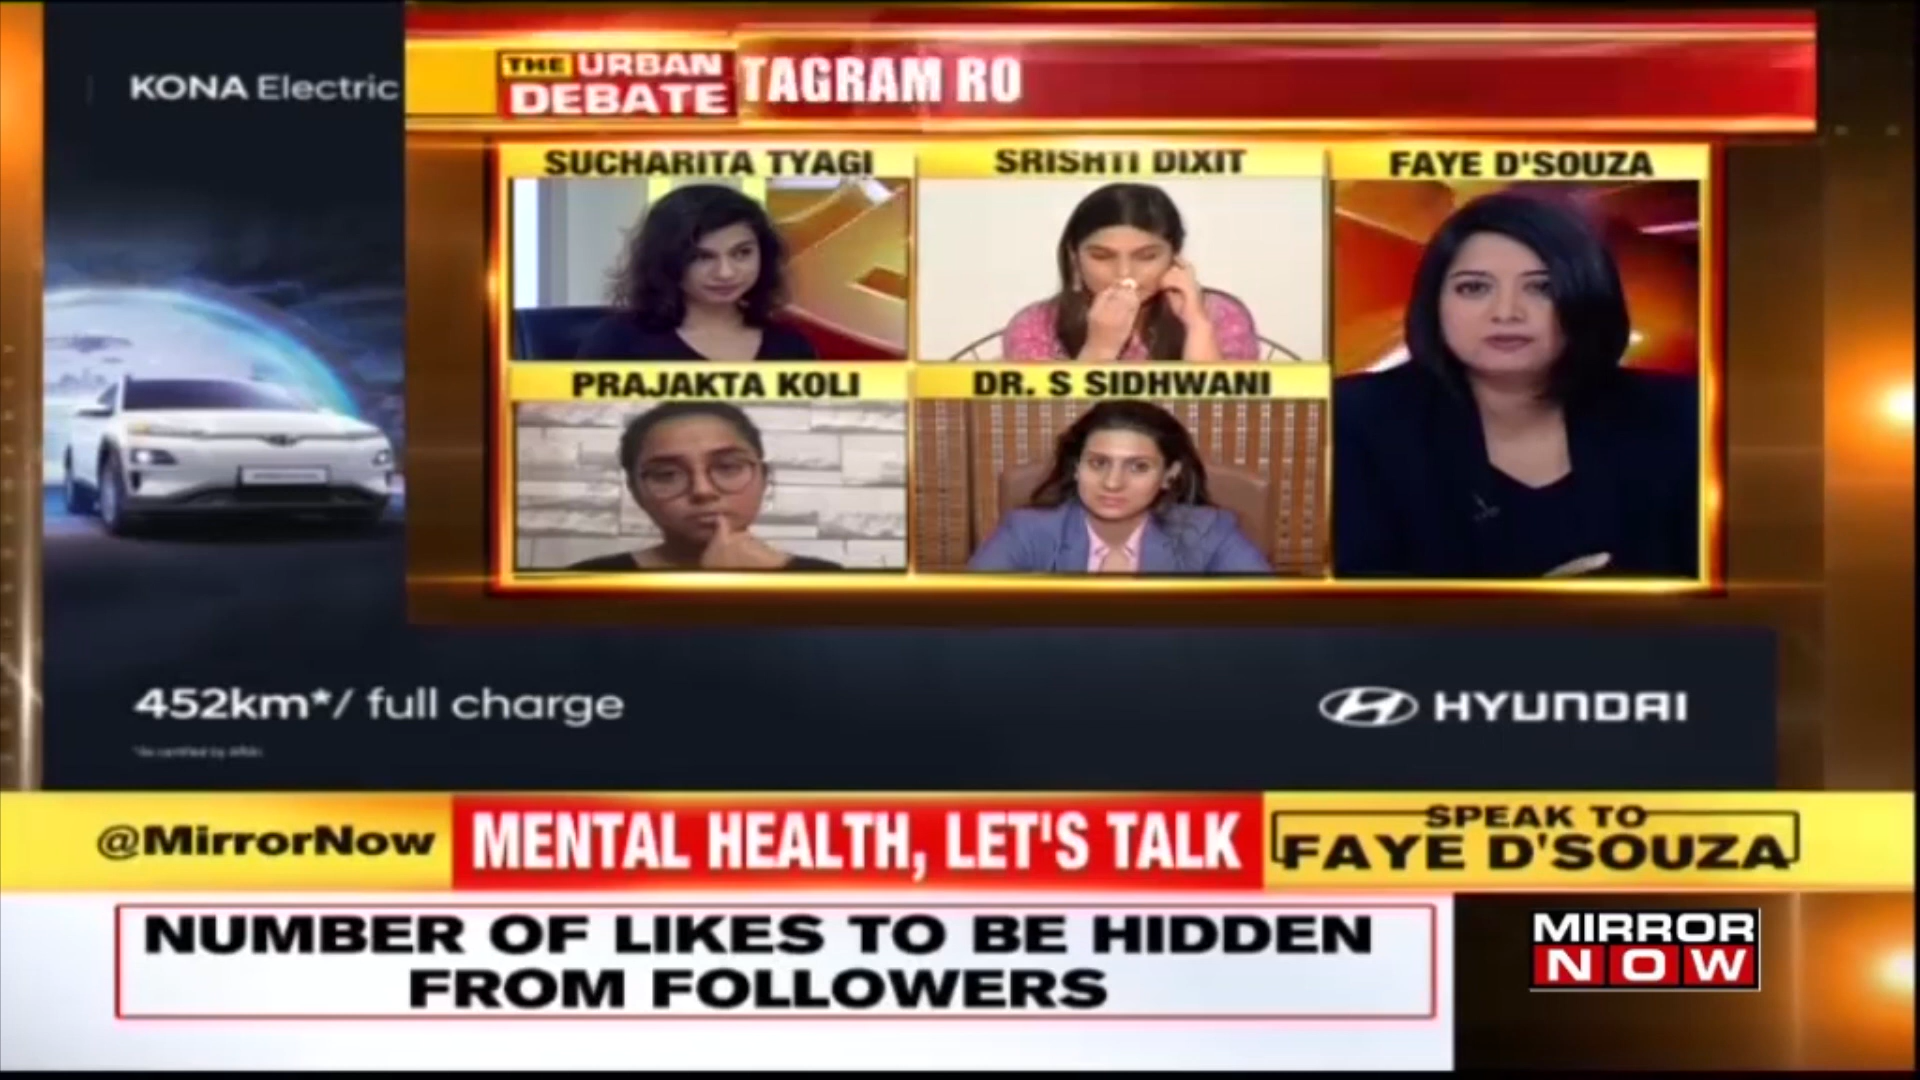 KONA Electric
THE URBAN
DEBATE
TAGRAM RO
SUCHARITA TYAGI
SRISHTI DIXIT
FAYE D'SOUZA
PRAJAKTA KOLI
DR. S SIDHWANI
452km*/ full charge
HYUNDAI
@MirrorNow
MENTAL HEALTH, LET'S TALK
SPEAK TO
FAYE D'SOUZA
NUMBER OF LIKES TO BE HIDDEN
FROM FOLLOWERS
MIRROR
NOW